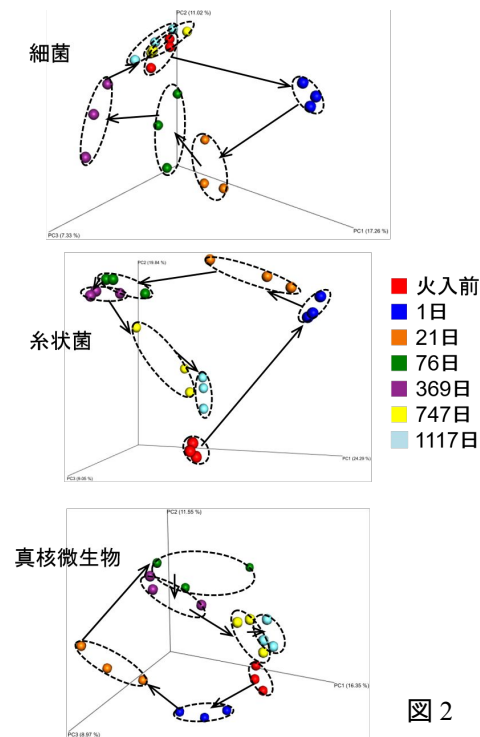 PC2 (11.02 %)
細菌
PC3 (7.33 %)
PC1 (17.26 %)
PC2 (19.84 %)
糸状菌
PC1 (24.29 %)
PC3 (9.05 %)
火入前
1日
21日
76日
369日
747日
1117日
PC2 (11.55 %)
真核微生物
PC1 (16.35 %)
PC3 (8.97 %)
図2